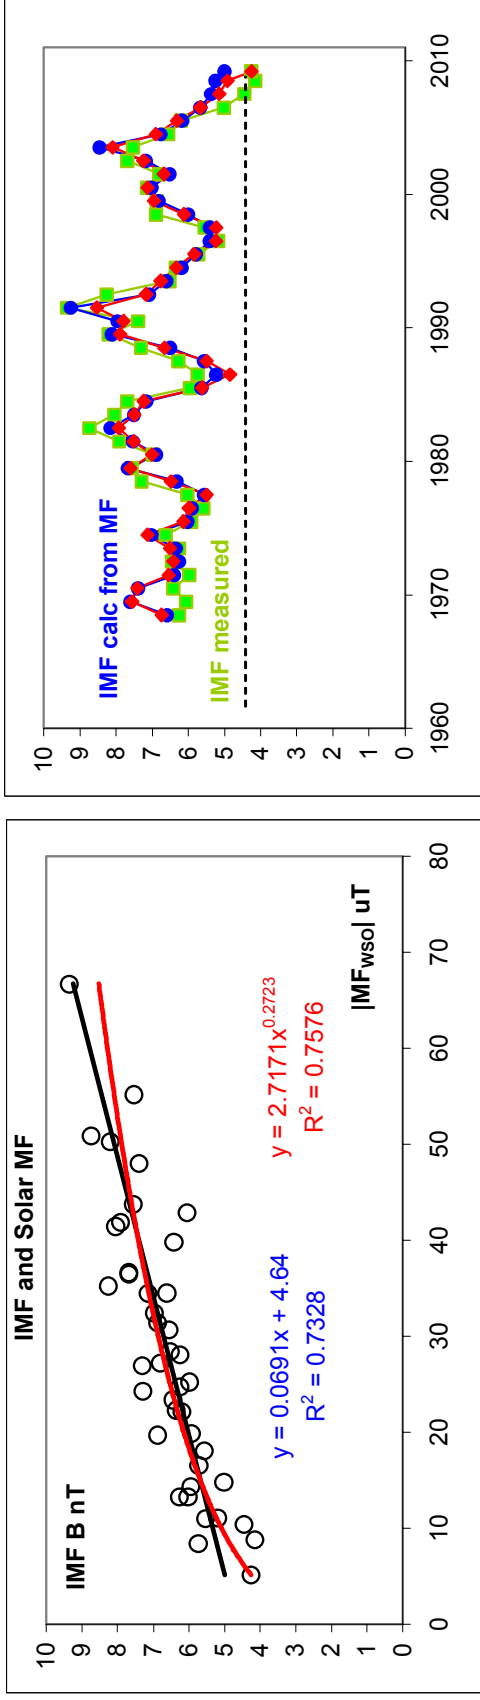 IMF and Solar MF
IMF B nT
10
9
8
7
6
5
4
3
2
1
0
y = 0.0691x + 4.64
R² = 0.7328
y = 2.7171x^0.2723
R² = 0.7576
|MFwso| uT
0 10 20 30 40 50 60 70 80
10
9
8
7
6
5
4
3
2
1
0
IMF calc from MF
IMF measured
1960 1970 1980 1990 2000 2010